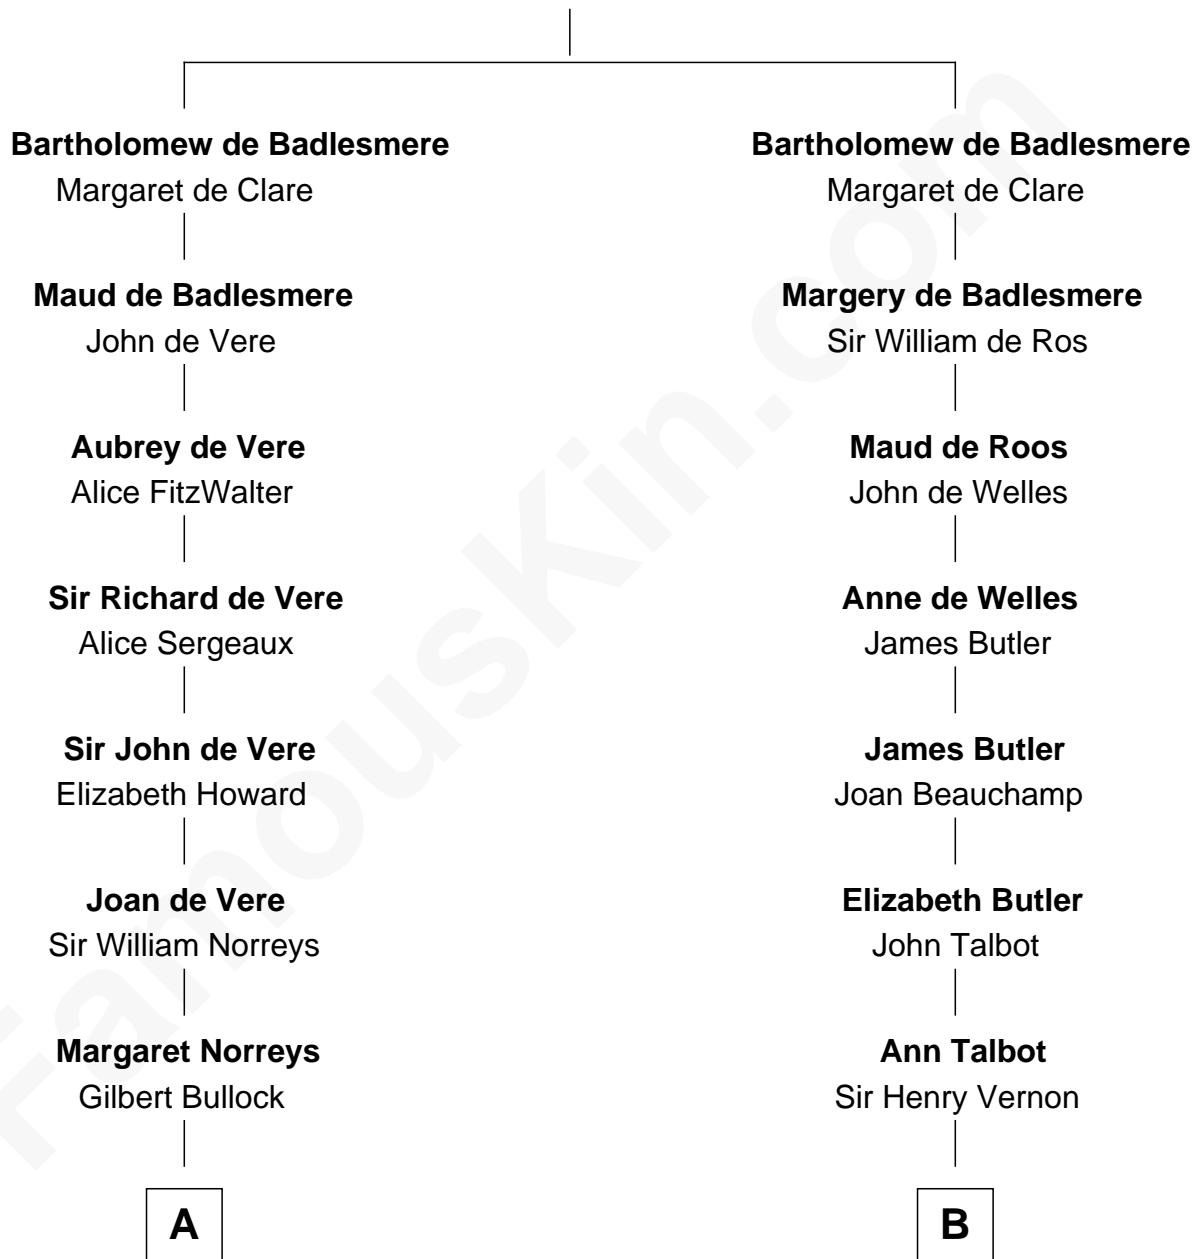 Bartholomew de Badlesmere
Margaret de Clare
Maud de Badlesmere
John de Vere
Aubrey de Vere
Alice FitzWalter
Sir Richard de Vere
Alice Sergeaux
Sir John de Vere
Elizabeth Howard
Joan de Vere
Sir William Norreys
Margaret Norreys
Gilbert Bullock
A
Bartholomew de Badlesmere
Margaret de Clare
Margery de Badlesmere
Sir William de Ros
Maud de Roos
John de Welles
Anne de Welles
James Butler
James Butler
Joan Beauchamp
Elizabeth Butler
John Talbot
Ann Talbot
Sir Henry Vernon
B
FamousKin.com